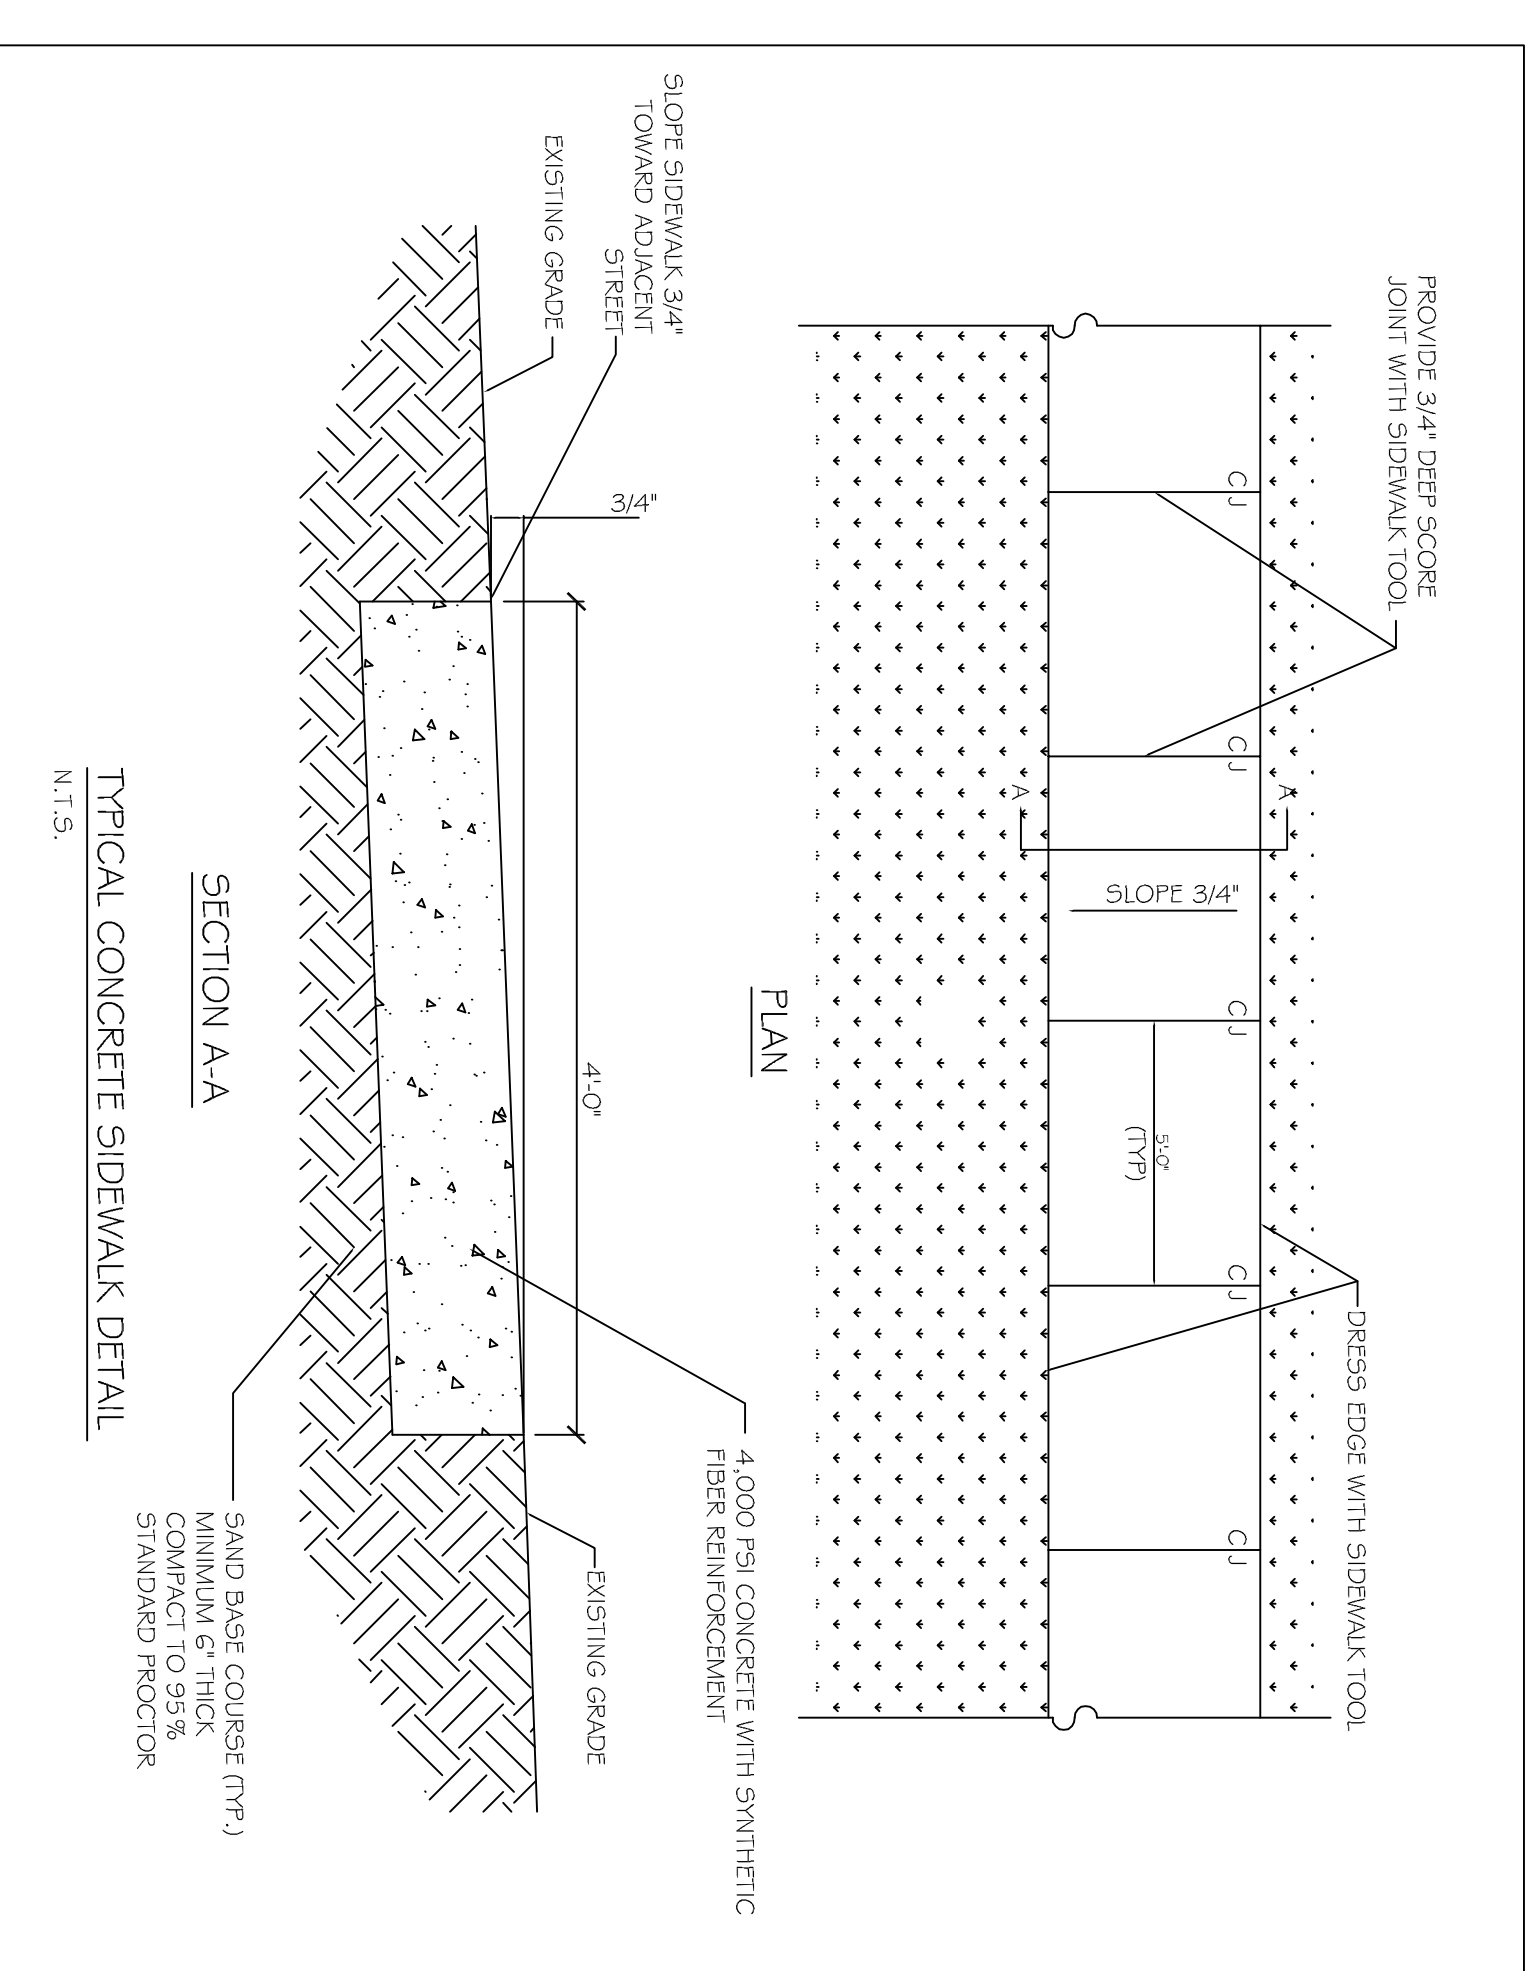 PROVIDE 3/4" DEEP SCORE
JOINT WITH SIDEWALK TOOL
DRESS EDGE WITH SIDEWALK TOOL
CJ
CJ
CJ
CJ
CJ
A
A
SLOPE 3/4"
5'-0"
(TYP)
PLAN
SLOPE SIDEWALK 3/4"
TOWARD ADJACENT
STREET
EXISTING GRADE
3/4"
4'-0"
4,000 PSI CONCRETE WITH SYNTHETIC
FIBER REINFORCEMENT
EXISTING GRADE
SAND BASE COURSE (TYP.)
MINIMUM 6" THICK
COMPACT TO 95%
STANDARD PROCTOR
SECTION A-A
TYPICAL CONCRETE SIDEWALK DETAIL
N.T.S.